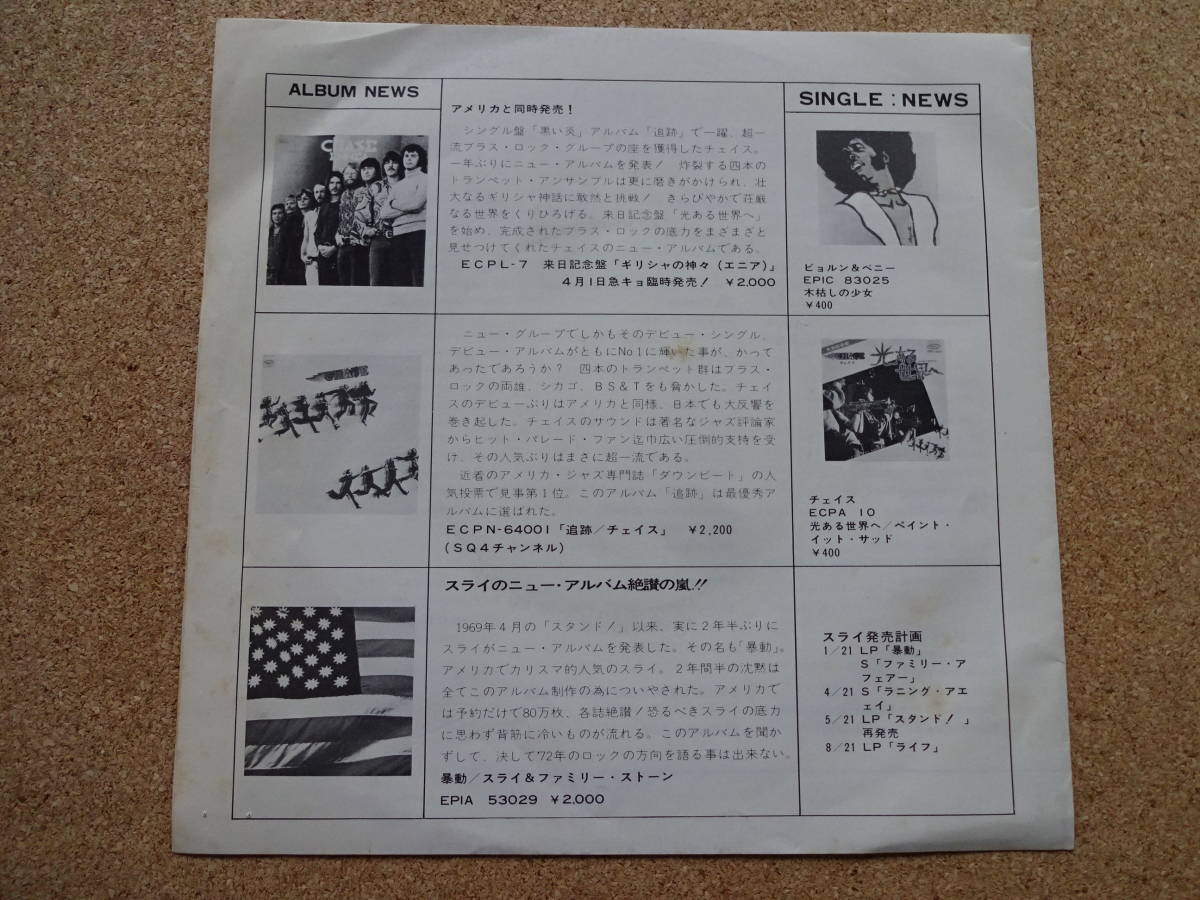 ALBUM NEWS
CHASE
アメリカと同時発売！
シングル盤「黒い炎」アルバム「追跡」で一躍、超一
流ブラス・ロック・グループの座を獲得したチェイス。
一年ぶりにニュー・アルバムを発表！ 炸裂する四本の
トランペット・アンサンブルは更に磨きがかけられ、壮
大なるギリシャ神話に敢然と挑戦！ きらびやかで荘厳
なる世界をくりひろげる。来日記念盤「光ある世界へ」
を始め、完成されたブラス・ロックの底力をまざまざと
見せつけてくれたチェイスのニュー・アルバムである。
ECPL-7 来日記念盤「ギリシャの神々（エニア）」
4月1日急キョ臨時発売！ ￥2,000
ニュー・グループでしかもそのデビュー・シングル、
デビュー・アルバムがともにNo1に輝いた事が、かって
あったであろうか？ 四本のトランペット群はブラス・
ロックの両雄、シカゴ、BS&Tをも脅かした。チェイ
スのデビューぶりはアメリカと同様、日本でも大反響を
巻き起した。チェイスのサウンドは著名なジャズ評論家
からヒット・パレード・ファン迄巾広い圧倒的支持を受
け、その人気ぶりはまさに超一流である。
近着のアメリカ・ジャズ専門誌「ダウンビート」の人
気投票で見事第1位。このアルバム「追跡」は最優秀ア
ルバムに選ばれた。
ECPN-64001「追跡／チェイス」 ￥2,200
（SQ4チャンネル）
スライのニュー・アルバム絶讃の嵐!!
1969年4月の「スタンド！」以来、実に2年半ぶりに
スライがニュー・アルバムを発表した。その名も「暴動」。
アメリカでカリスマ的人気のスライ。2年間半の沈黙は
全てこのアルバム制作の為についやされた。アメリカで
は予約だけで80万枚、各誌絶讃！恐るべきスライの底力
に思わず背筋に冷いものが流れる。このアルバムを聞か
ずして、決して'72年のロックの方向を語る事は出来ない。
暴動／スライ&ファミリー・ストーン
EPIA 53029 ￥2,000
SINGLE：NEWS
ビョルン&ベニー
EPIC 83025
木枯しの少女
￥400
光ある
世界へ
チェイス
ECPA 10
光ある世界へ／ペイント・
イット・サッド
￥400
スライ発売計画
1/21 LP「暴動」
S「ファミリー・ア
フェアー」
4/21 S「ラニング・アエ
ェイ」
5/21 LP「スタンド！」
再発売
8/21 LP「ライフ」